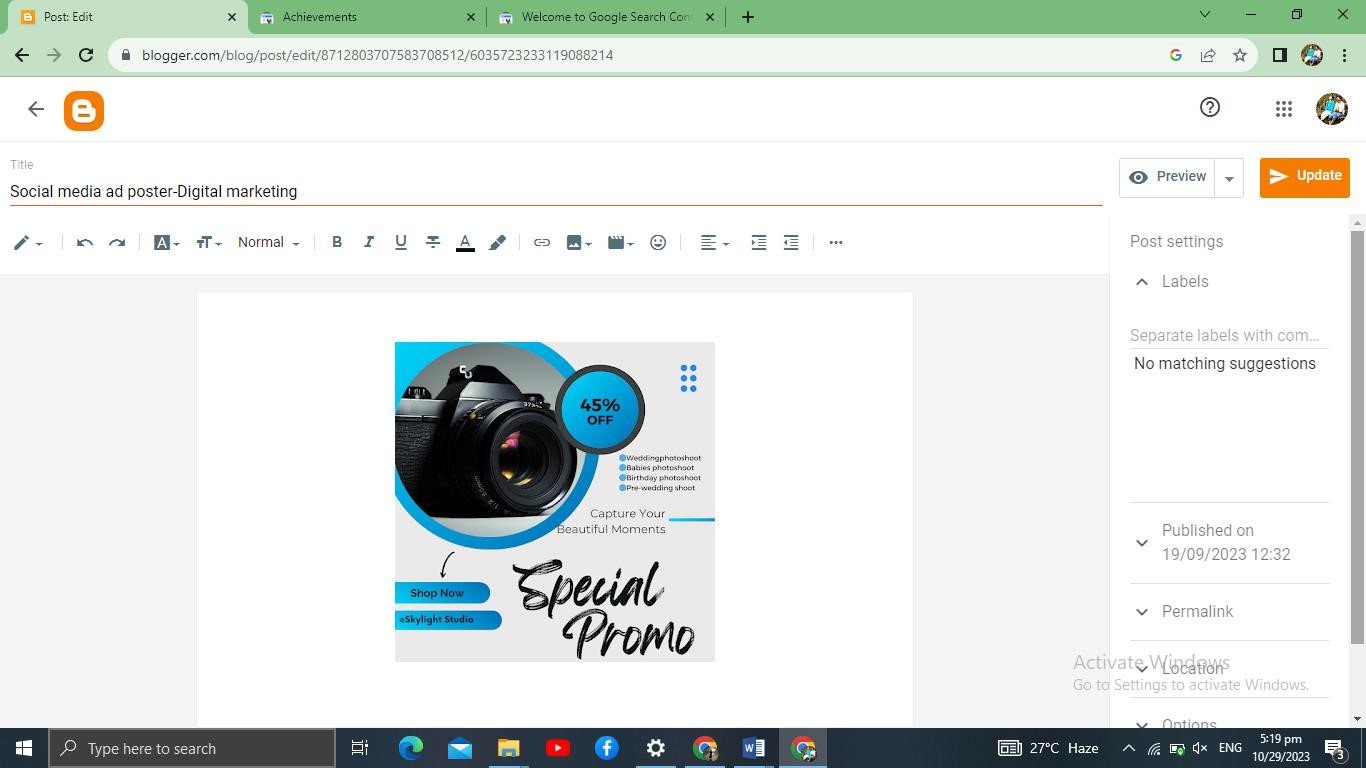 Post: Edit
Achievements
Welcome to Google Search Con
blogger.com/blog/post/edit/8712803707583708512/6035723233119088214
Title
Social media ad poster-Digital marketing
Preview
Update
Normal
B I U A
Post settings
Labels
Separate labels with com...
No matching suggestions
45%
OFF
Weddingphotoshoot
Babies photoshoot
Birthday photoshoot
Pre-wedding shoot
Capture Your
Beautiful Moments
Shop Now
@Skylight Studio
Special
Promo
Published on
19/09/2023 12:32
Permalink
Location
Options
Activate Windows
Go to Settings to activate Windows.
Type here to search
27°C Haze
ENG
5:19 pm
10/29/2023
3